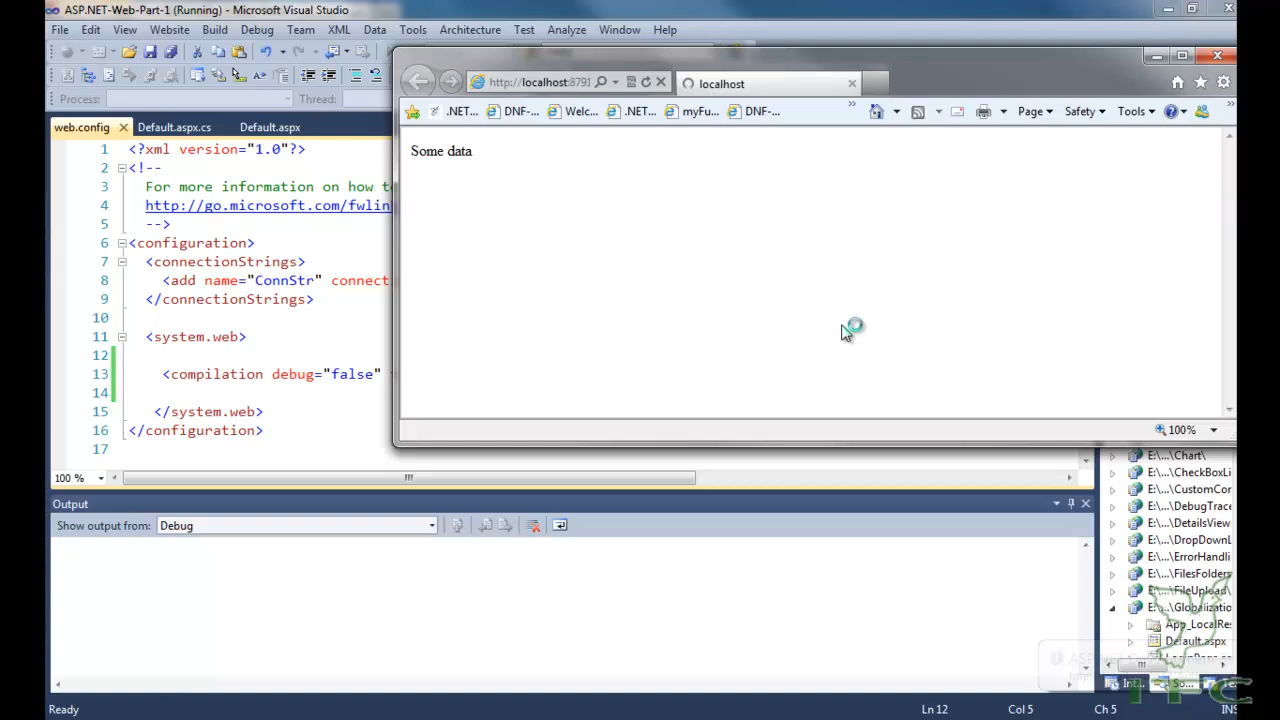 ASP.NET-Web-Part-1 (Running) - Microsoft Visual Studio
File Edit View Website Build Debug Team XML Data Tools Architecture Test Analyze Window Help
http://localhost:8791
localhost
Process: Thread:
.NET... DNF-... Welc... .NET... myFu... DNF-... Page Safety Tools
web.config Default.aspx.cs Default.aspx
Some data
1 <?xml version="1.0"?>
2 <!--
3 For more information on how to
4 http://go.microsoft.com/fwlin
5 -->
6 <configuration>
7 <connectionStrings>
8 <add name="ConnStr" connect
9 </connectionStrings>
10
11 <system.web>
12
13 <compilation debug="false"
14
15 </system.web>
16 </configuration>
17
100%
100 %
E:\...\Chart\
E:\...\CheckBoxLi
E:\...\CustomCor
E:\...\DebugTrace
E:\...\DetailsView
E:\...\DropDownL
E:\...\ErrorHandli
E:\...\FilesFolders
E:\...\FileUpload\
E:\...\Globalizatio
App_LocalRes
Default.aspx
Output
Show output from: Debug
Int... So...
Ready Ln 12 Col 5 Ch 5 INS